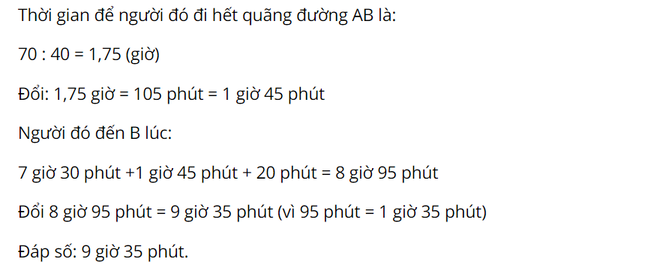 Thời gian để người đó đi hết quãng đường AB là:
70 : 40 = 1,75 (giờ)
Đổi: 1,75 giờ = 105 phút = 1 giờ 45 phút
Người đó đến B lúc:
7 giờ 30 phút +1 giờ 45 phút + 20 phút = 8 giờ 95 phút
Đổi 8 giờ 95 phút = 9 giờ 35 phút (vì 95 phút = 1 giờ 35 phút)
Đáp số: 9 giờ 35 phút.